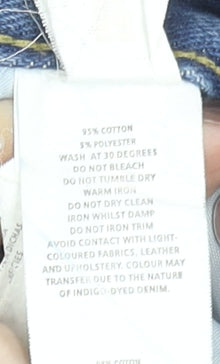 95% COTTON
5% POLYESTER
WASH AT 30 DEGREES
DO NOT BLEACH
DO NOT TUMBLE DRY
WARM IRON
DO NOT DRY CLEAN
IRON WHILST DAMP
DO NOT IRON TRIM
AVOID CONTACT WITH LIGHT-
COLOURED FABRICS, LEATHER
AND UPHOLSTERY. COLOUR MAY
TRANSFER DUE TO THE NATURE
OF INDIGO-DYED DENIM.
COTTON